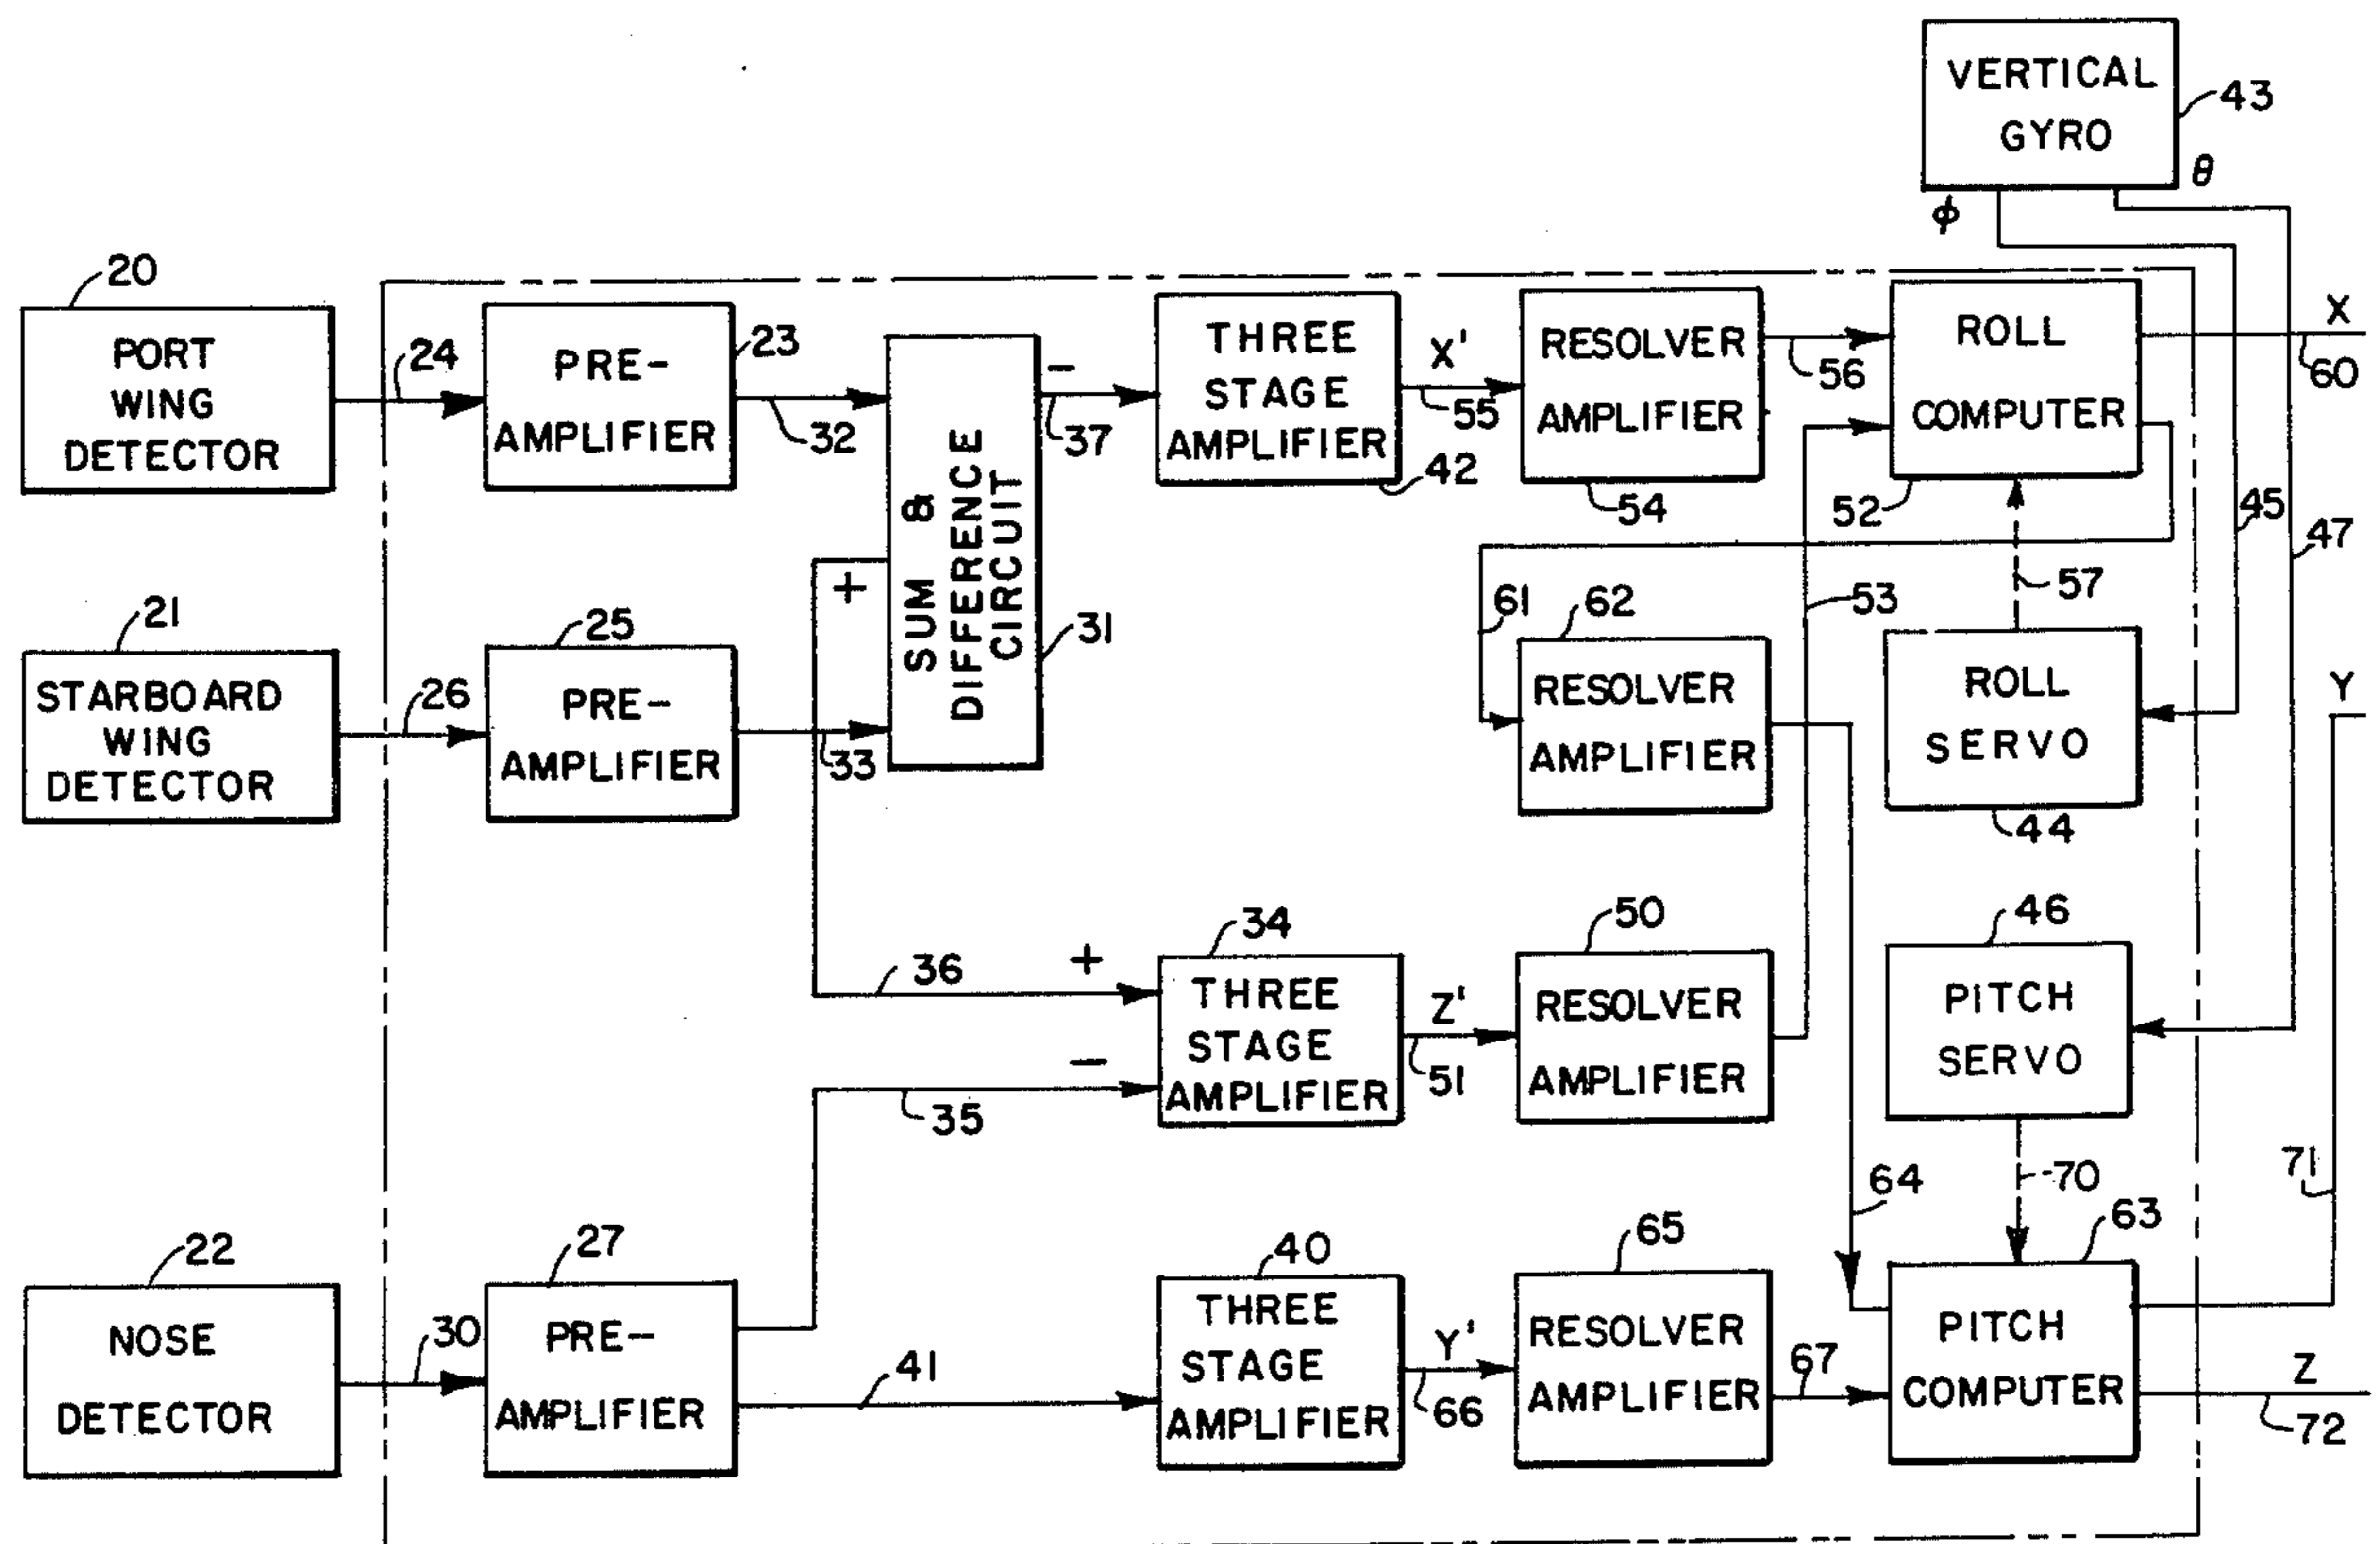 VERTICAL
GYRO
43
θ
ϕ
20
PORT
WING
DETECTOR
24
PRE-
AMPLIFIER
23
32
SUM &
DIFFERENCE
CIRCUIT
31
−
37
+
THREE
STAGE
AMPLIFIER
42
X'
55
RESOLVER
AMPLIFIER
54
56
ROLL
COMPUTER
52
X
60
45
47
57
53
61
62
RESOLVER
AMPLIFIER
ROLL
SERVO
44
Y
21
STARBOARD
WING
DETECTOR
26
25
PRE-
AMPLIFIER
33
36
+
−
35
34
THREE
STAGE
AMPLIFIER
Z'
51
50
RESOLVER
AMPLIFIER
46
PITCH
SERVO
70
64
63
71
22
NOSE
DETECTOR
30
27
PRE-
AMPLIFIER
41
40
THREE
STAGE
AMPLIFIER
Y'
66
65
RESOLVER
AMPLIFIER
67
PITCH
COMPUTER
Z
72